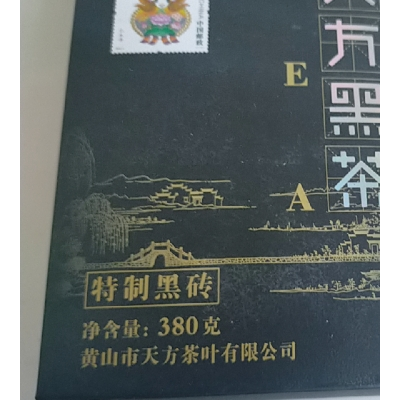 中国邮政
天
方
黑
茶
E
A
特制黑砖
净含量: 380克
黄山市天方茶叶有限公司